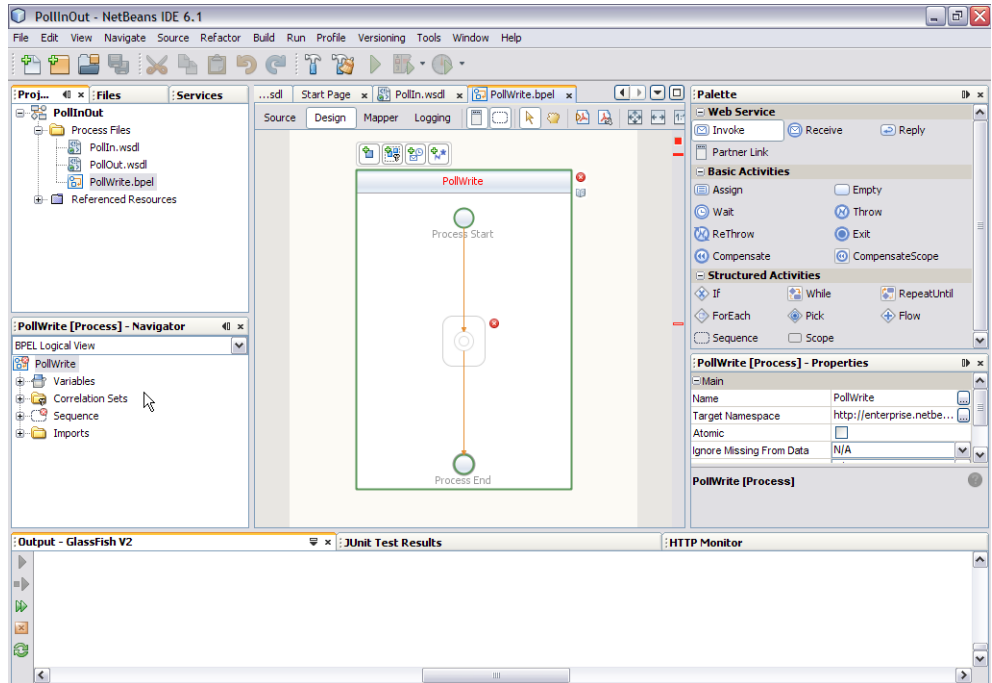 PollInOut - NetBeans IDE 6.1
File Edit View Navigate Source Refactor Build Run Profile Versioning Tools Window Help
Proj... Files Services
PollInOut
Process Files
PollIn.wsdl
PollOut.wsdl
PollWrite.bpel
Referenced Resources
PollWrite [Process] - Navigator
BPEL Logical View
PollWrite
Variables
Correlation Sets
Sequence
Imports
...sdl Start Page PollIn.wsdl PollWrite.bpel
Source Design Mapper Logging
PollWrite
Process Start
Process End
Palette
Web Service
Invoke Receive Reply
Partner Link
Basic Activities
Assign Empty
Wait Throw
ReThrow Exit
Compensate CompensateScope
Structured Activities
If While RepeatUntil
ForEach Pick Flow
Sequence Scope
PollWrite [Process] - Properties
Main
Name PollWrite
Target Namespace http://enterprise.netbe...
Atomic
Ignore Missing From Data N/A
PollWrite [Process]
Output - GlassFish V2 JUnit Test Results HTTP Monitor